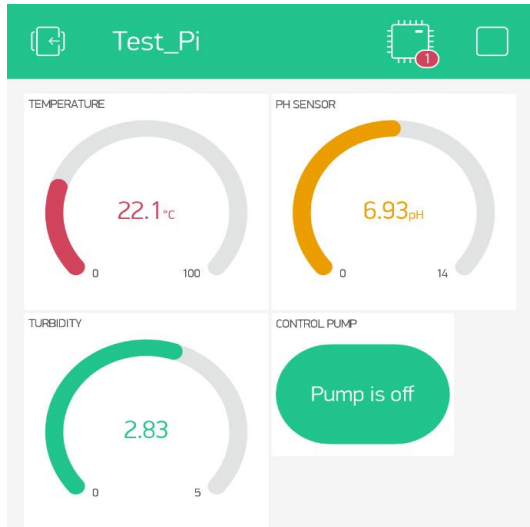 Test_Pi
1
TEMPERATURE
22.1°C
0 100
PH SENSOR
6.93pH
0 14
TURBIDITY
2.83
0 5
CONTROL PUMP
Pump is off